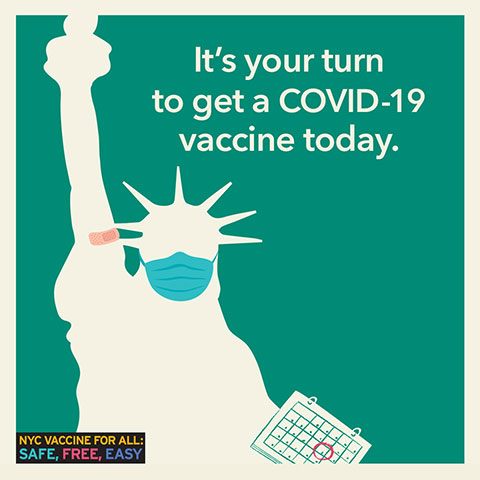 It's your turn
to get a COVID-19
vaccine today.
NYC VACCINE FOR ALL:
SAFE, FREE, EASY